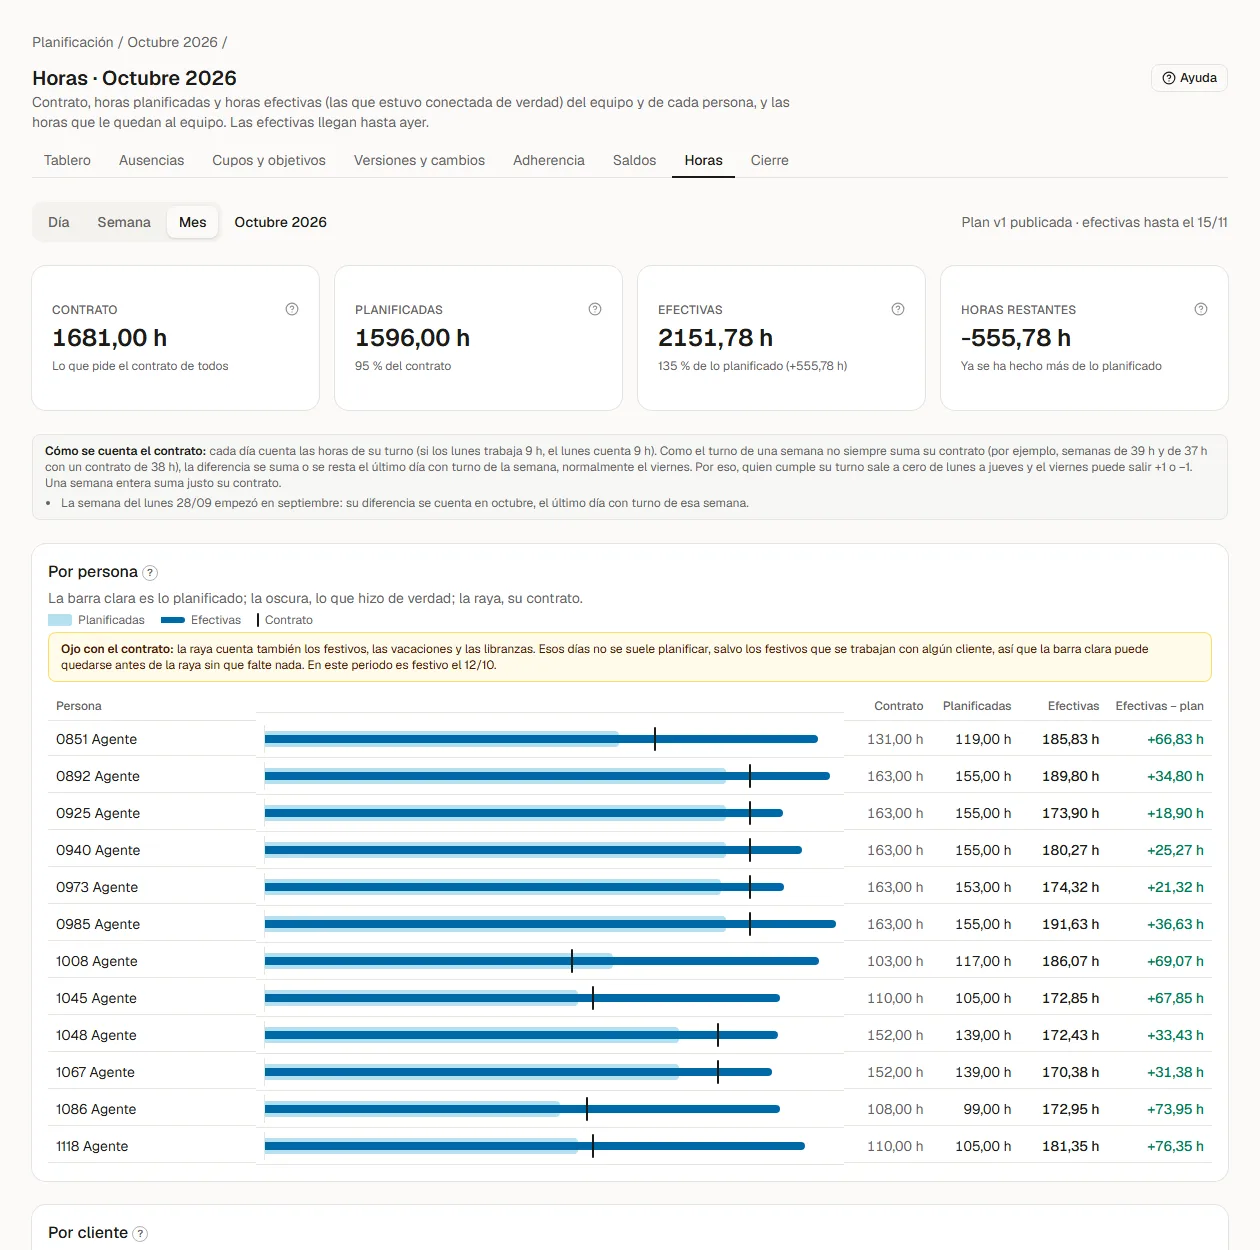 Planificación / Octubre 2026 /
Horas · Octubre 2026
Ayuda
Contrato, horas planificadas y horas efectivas (las que estuvo conectada de verdad) del equipo y de cada persona, y las
horas que le quedan al equipo. Las efectivas llegan hasta ayer.
Tablero Ausencias Cupos y objetivos Versiones y cambios Adherencia Saldos Horas Cierre
Día Semana Mes Octubre 2026 Plan v1 publicada · efectivas hasta el 15/11
CONTRATO
1681,00 h
Lo que pide el contrato de todos
PLANIFICADAS
1596,00 h
95 % del contrato
EFECTIVAS
2151,78 h
135 % de lo planificado (+555,78 h)
HORAS RESTANTES
-555,78 h
Ya se ha hecho más de lo planificado
Cómo se cuenta el contrato: cada día cuenta las horas de su turno (si los lunes trabaja 9 h, el lunes cuenta 9 h). Como el turno de una semana no siempre suma su contrato (por ejemplo, semanas de 39 h y de 37 h
con un contrato de 38 h), la diferencia se suma o se resta el último día con turno de la semana, normalmente el viernes. Por eso, quien cumple su turno sale a cero de lunes a jueves y el viernes puede salir +1 o −1.
Una semana entera suma justo su contrato.
• La semana del lunes 28/09 empezó en septiembre: su diferencia se cuenta en octubre, el último día con turno de esa semana.
Por persona ?
La barra clara es lo planificado; la oscura, lo que hizo de verdad; la raya, su contrato.
Planificadas Efectivas Contrato
Ojo con el contrato: la raya cuenta también los festivos, las vacaciones y las libranzas. Esos días no se suele planificar, salvo los festivos que se trabajan con algún cliente, así que la barra clara puede
quedarse antes de la raya sin que falte nada. En este periodo es festivo el 12/10.
Persona Contrato Planificadas Efectivas Efectivas – plan
0851 Agente 131,00 h 119,00 h 185,83 h +66,83 h
0892 Agente 163,00 h 155,00 h 189,80 h +34,80 h
0925 Agente 163,00 h 155,00 h 173,90 h +18,90 h
0940 Agente 163,00 h 155,00 h 180,27 h +25,27 h
0973 Agente 163,00 h 153,00 h 174,32 h +21,32 h
0985 Agente 163,00 h 155,00 h 191,63 h +36,63 h
1008 Agente 103,00 h 117,00 h 186,07 h +69,07 h
1045 Agente 110,00 h 105,00 h 172,85 h +67,85 h
1048 Agente 152,00 h 139,00 h 172,43 h +33,43 h
1067 Agente 152,00 h 139,00 h 170,38 h +31,38 h
1086 Agente 108,00 h 99,00 h 172,95 h +73,95 h
1118 Agente 110,00 h 105,00 h 181,35 h +76,35 h
Por cliente ?